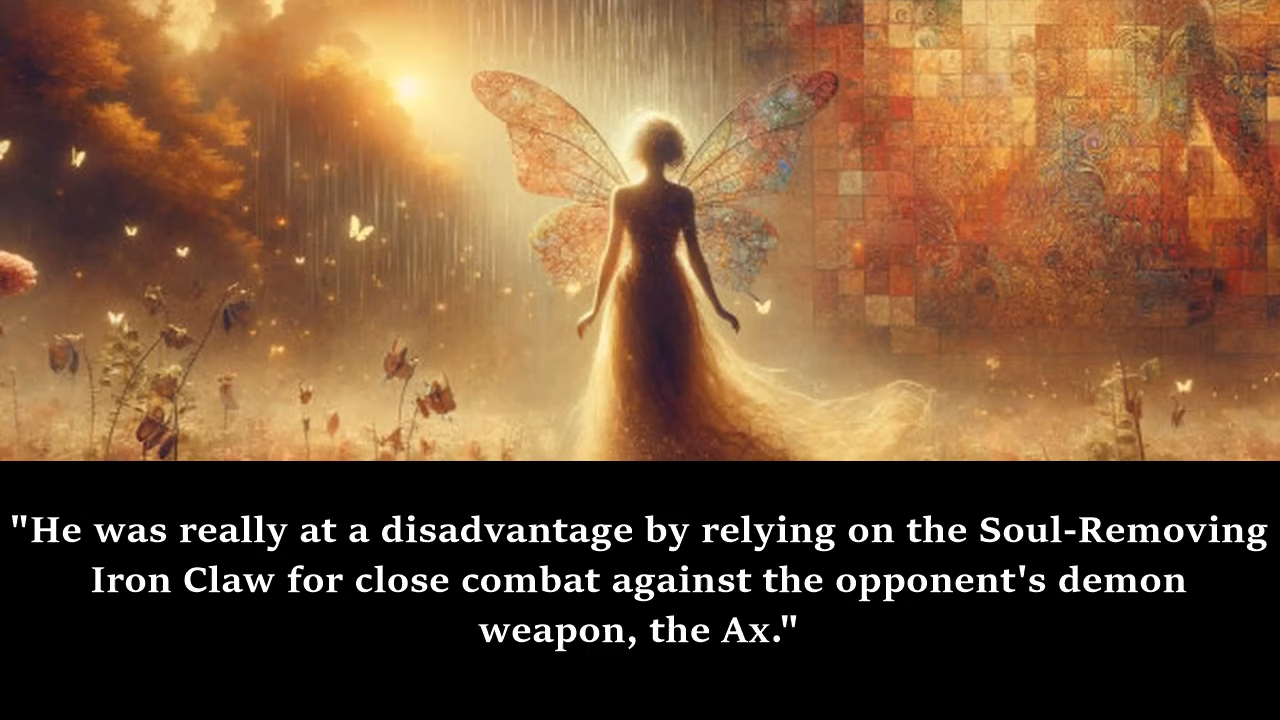 "He was really at a disadvantage by relying on the Soul-Removing
Iron Claw for close combat against the opponent's demon
weapon, the Ax."